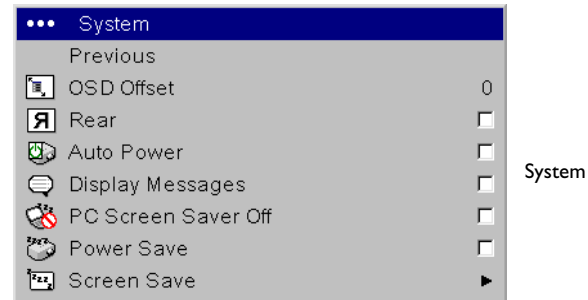 ••• System
Previous
OSD Offset 0
Rear
Auto Power
Display Messages
PC Screen Saver Off
Power Save
Screen Save
System